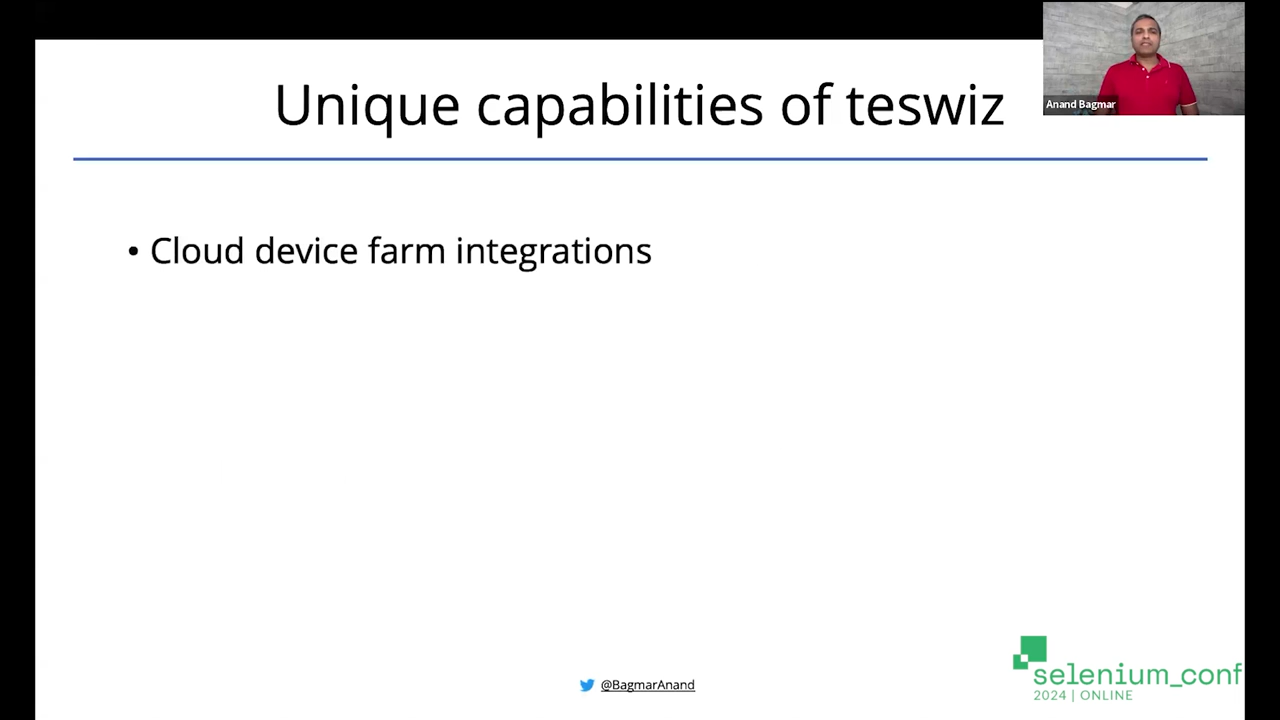 Unique capabilities of teswiz
Anand Bagmar
• Cloud device farm integrations
@BagmarAnand
selenium_conf
2024 | ONLINE